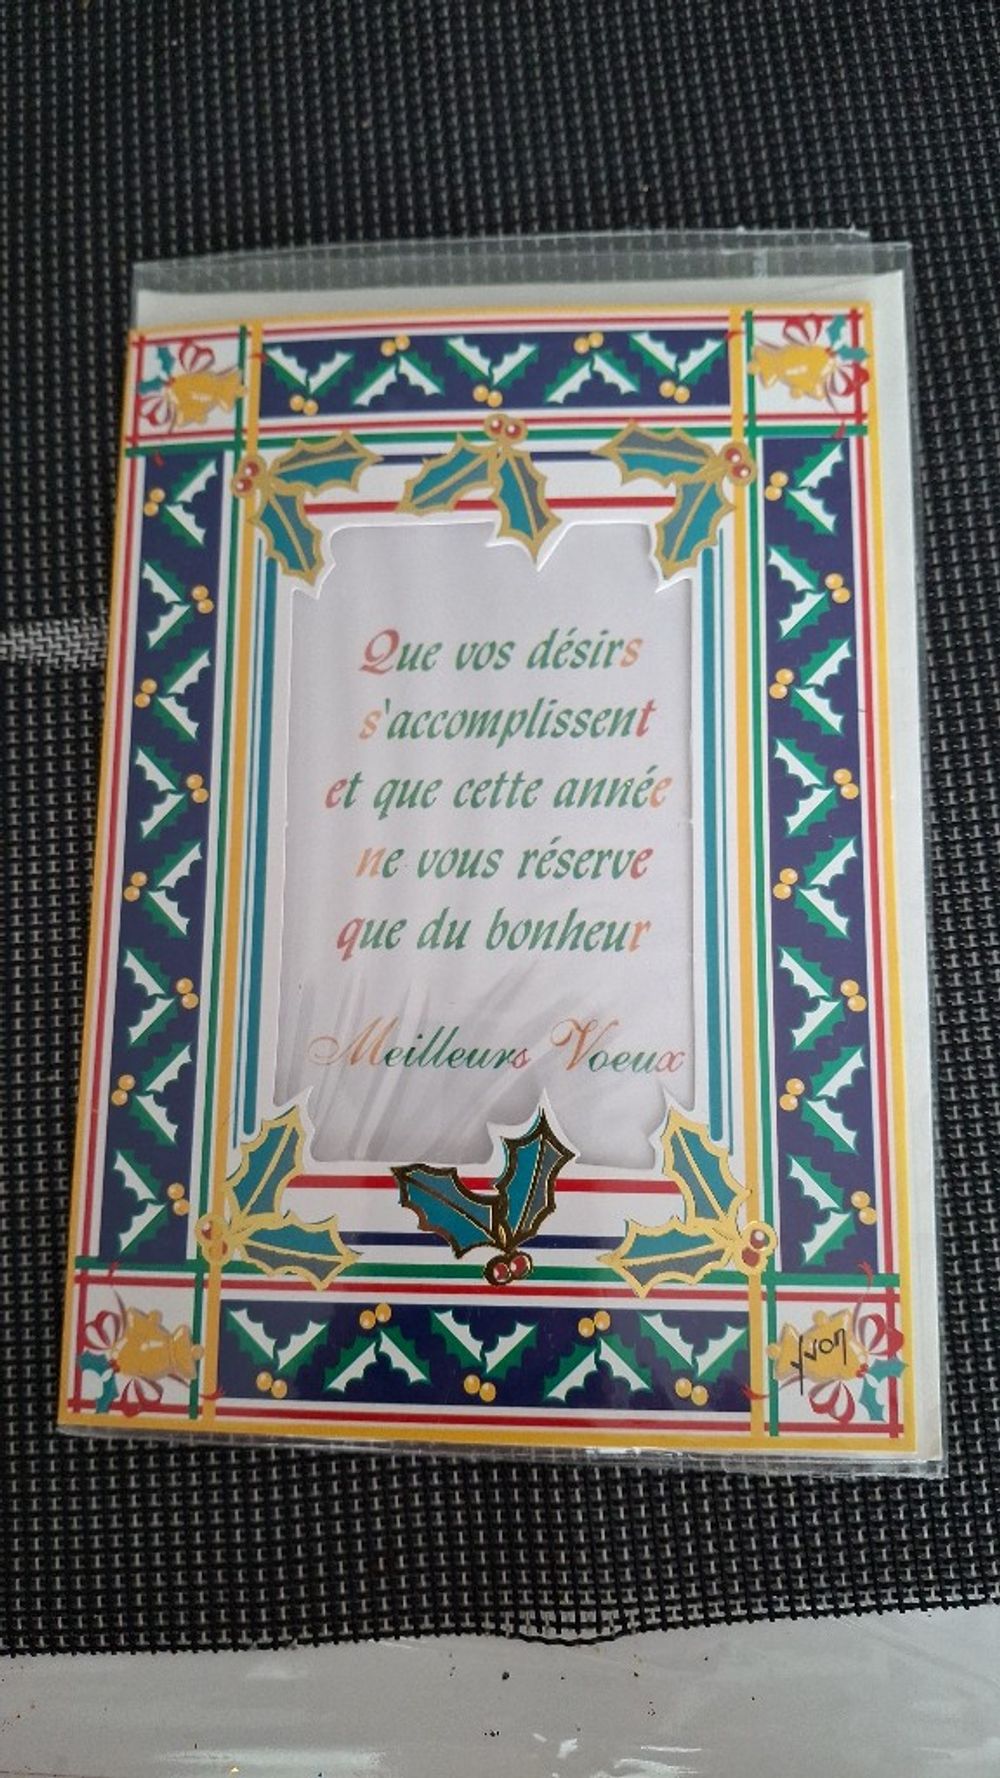 Que vos désirs
s'accomplissent
et que cette année
ne vous réserve
que du bonheur
Meilleurs Voeux
Yvon